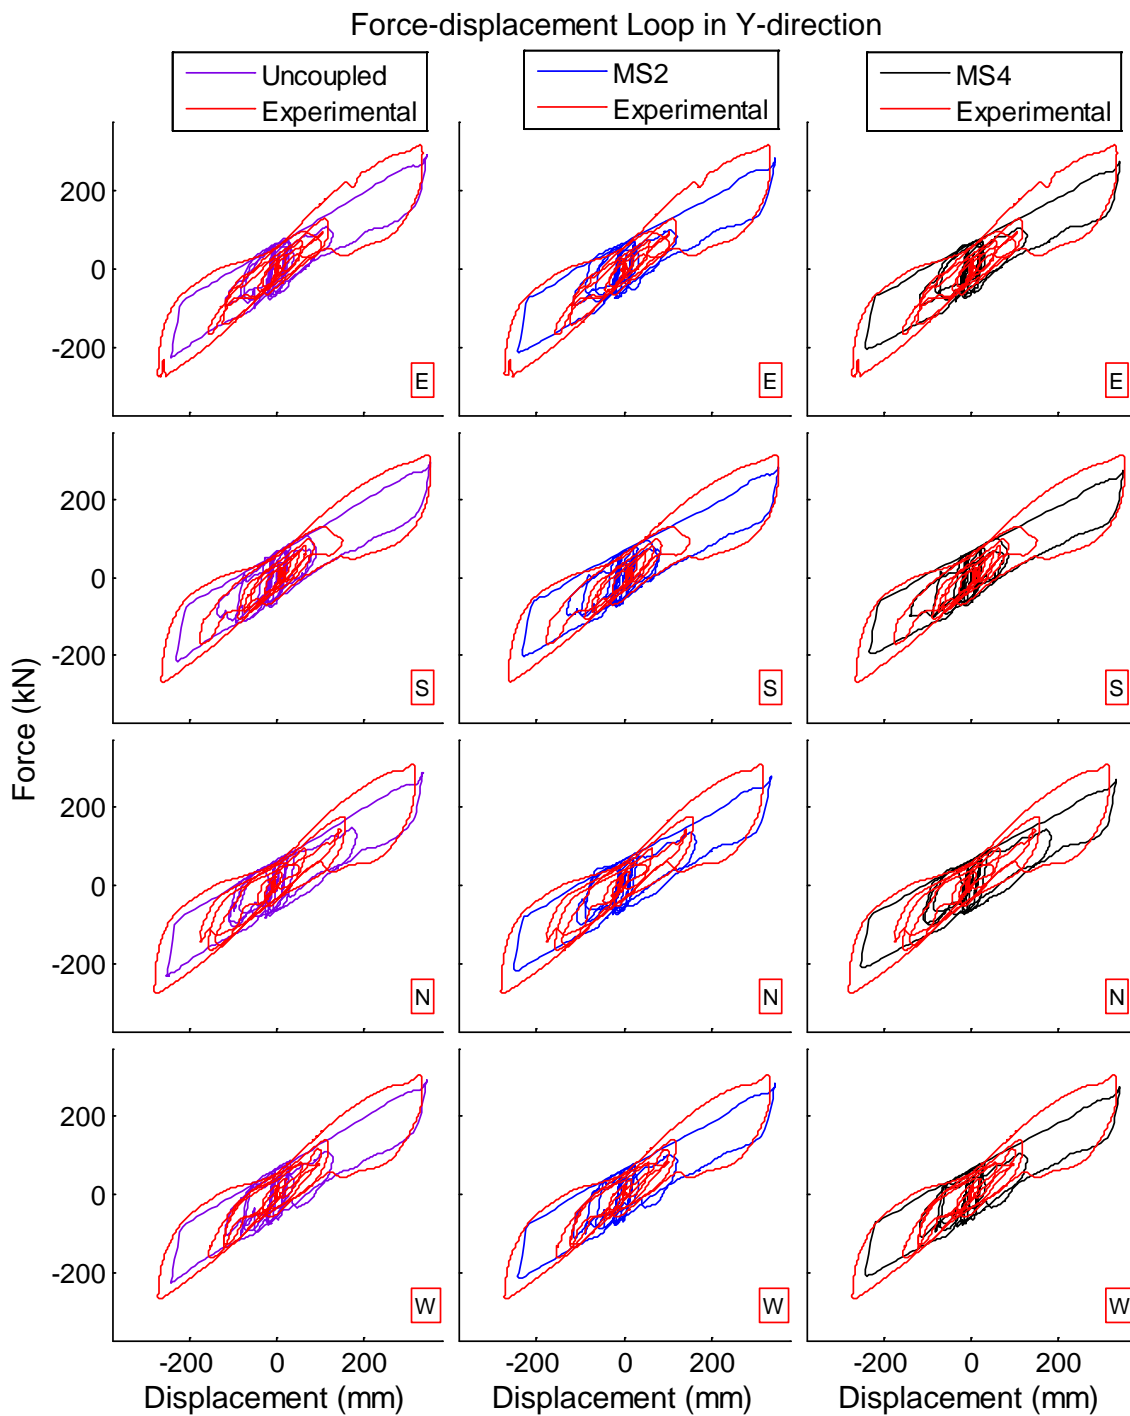 Force-displacement Loop in Y-direction
Uncoupled
Experimental
MS2
Experimental
MS4
Experimental
200
0
-200
E
E
E
200
0
-200
S
S
S
Force (kN)
200
0
-200
N
N
N
200
0
-200
W
W
W
-200 0 200
-200 0 200
-200 0 200
Displacement (mm)
Displacement (mm)
Displacement (mm)